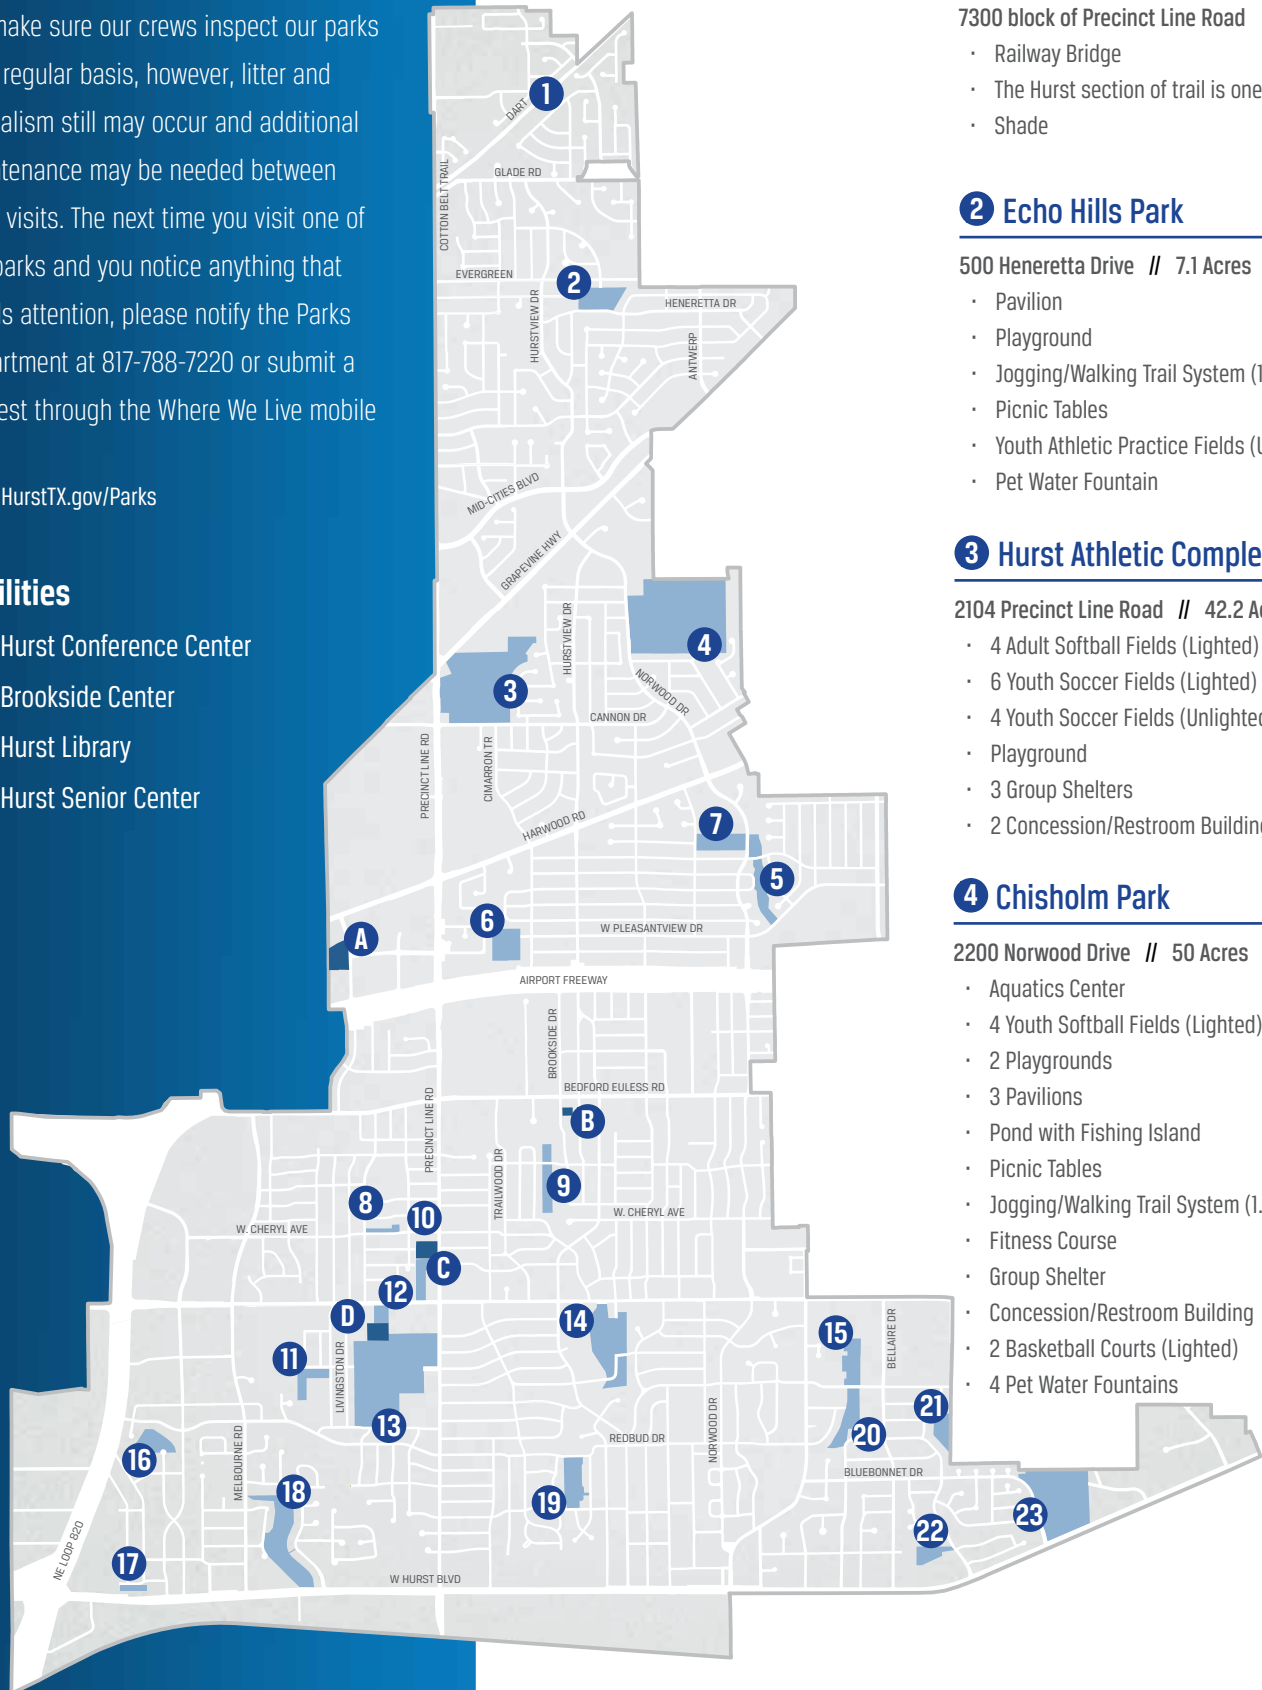 make sure our crews inspect our parks
regular basis, however, litter and
alism still may occur and additional
tenance may be needed between
visits. The next time you visit one of
parks and you notice anything that
s attention, please notify the Parks
artment at 817-788-7220 or submit a
est through the Where We Live mobile
HurstTX.gov/Parks
ilities
Hurst Conference Center
Brookside Center
Hurst Library
Hurst Senior Center
1
DART
COTTON BELT TRAIL
GLADE RD
EVERGREEN
2
HURSTVIEW DR
HENERETTA DR
ANTWERP
MID-CITIES BLVD
GRAPEVINE HWY
HURSTVIEW DR
4
3
NORWOOD DR
CANNON DR
PRECINCT LINE RD
CIMARRON TR
HARWOOD RD
7
5
6
W PLEASANTVIEW DR
A
AIRPORT FREEWAY
BROOKSIDE DR
BEDFORD EULESS RD
PRECINCT LINE RD
B
TRAILWOOD DR
9
8
10
W. CHERYL AVE
W. CHERYL AVE
C
12
D
14
15
BELLAIRE DR
11
LIVINGSTON DR
13
21
20
NORWOOD DR
REDBUD DR
16
MELBOURNE RD
BLUEBONNET DR
18
19
23
22
NE LOOP 820
17
W HURST BLVD
7300 block of Precinct Line Road
· Railway Bridge
· The Hurst section of trail is one
· Shade
2 Echo Hills Park
500 Heneretta Drive // 7.1 Acres
· Pavilion
· Playground
· Jogging/Walking Trail System (1
· Picnic Tables
· Youth Athletic Practice Fields (U
· Pet Water Fountain
3 Hurst Athletic Comple
2104 Precinct Line Road // 42.2 A
· 4 Adult Softball Fields (Lighted)
· 6 Youth Soccer Fields (Lighted)
· 4 Youth Soccer Fields (Unlighte
· Playground
· 3 Group Shelters
· 2 Concession/Restroom Building
4 Chisholm Park
2200 Norwood Drive // 50 Acres
· Aquatics Center
· 4 Youth Softball Fields (Lighted)
· 2 Playgrounds
· 3 Pavilions
· Pond with Fishing Island
· Picnic Tables
· Jogging/Walking Trail System (1.
· Fitness Course
· Group Shelter
· Concession/Restroom Building
· 2 Basketball Courts (Lighted)
· 4 Pet Water Fountains